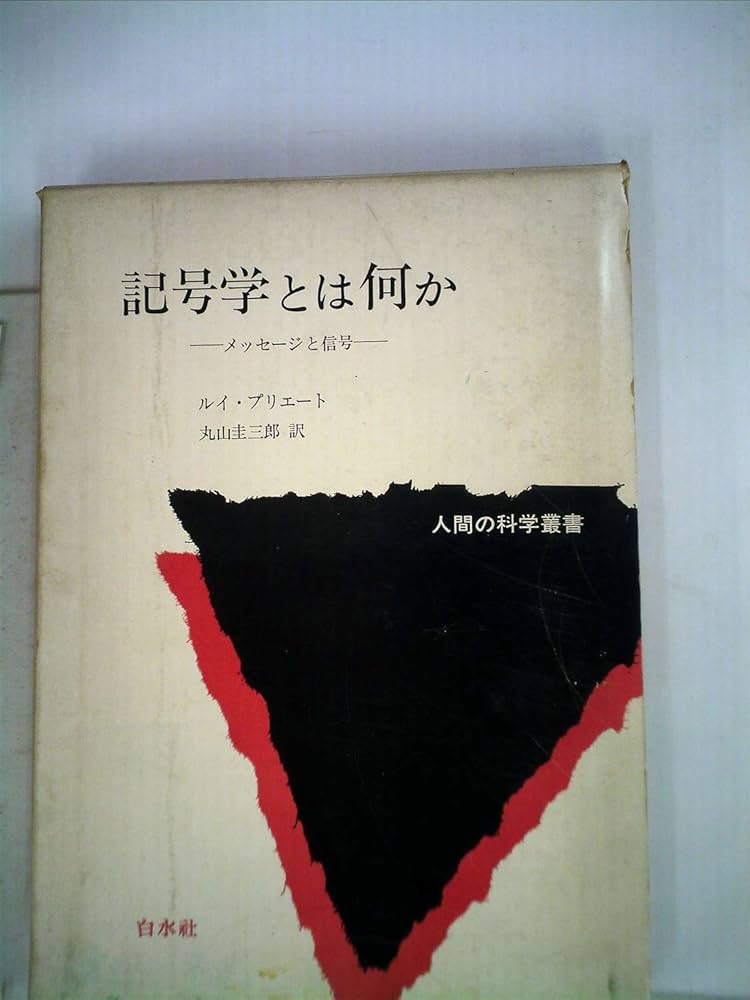 記号学とは何か
──メッセージと信号──
ルイ・プリエート
丸山圭三郎 訳
人間の科学叢書
白水社